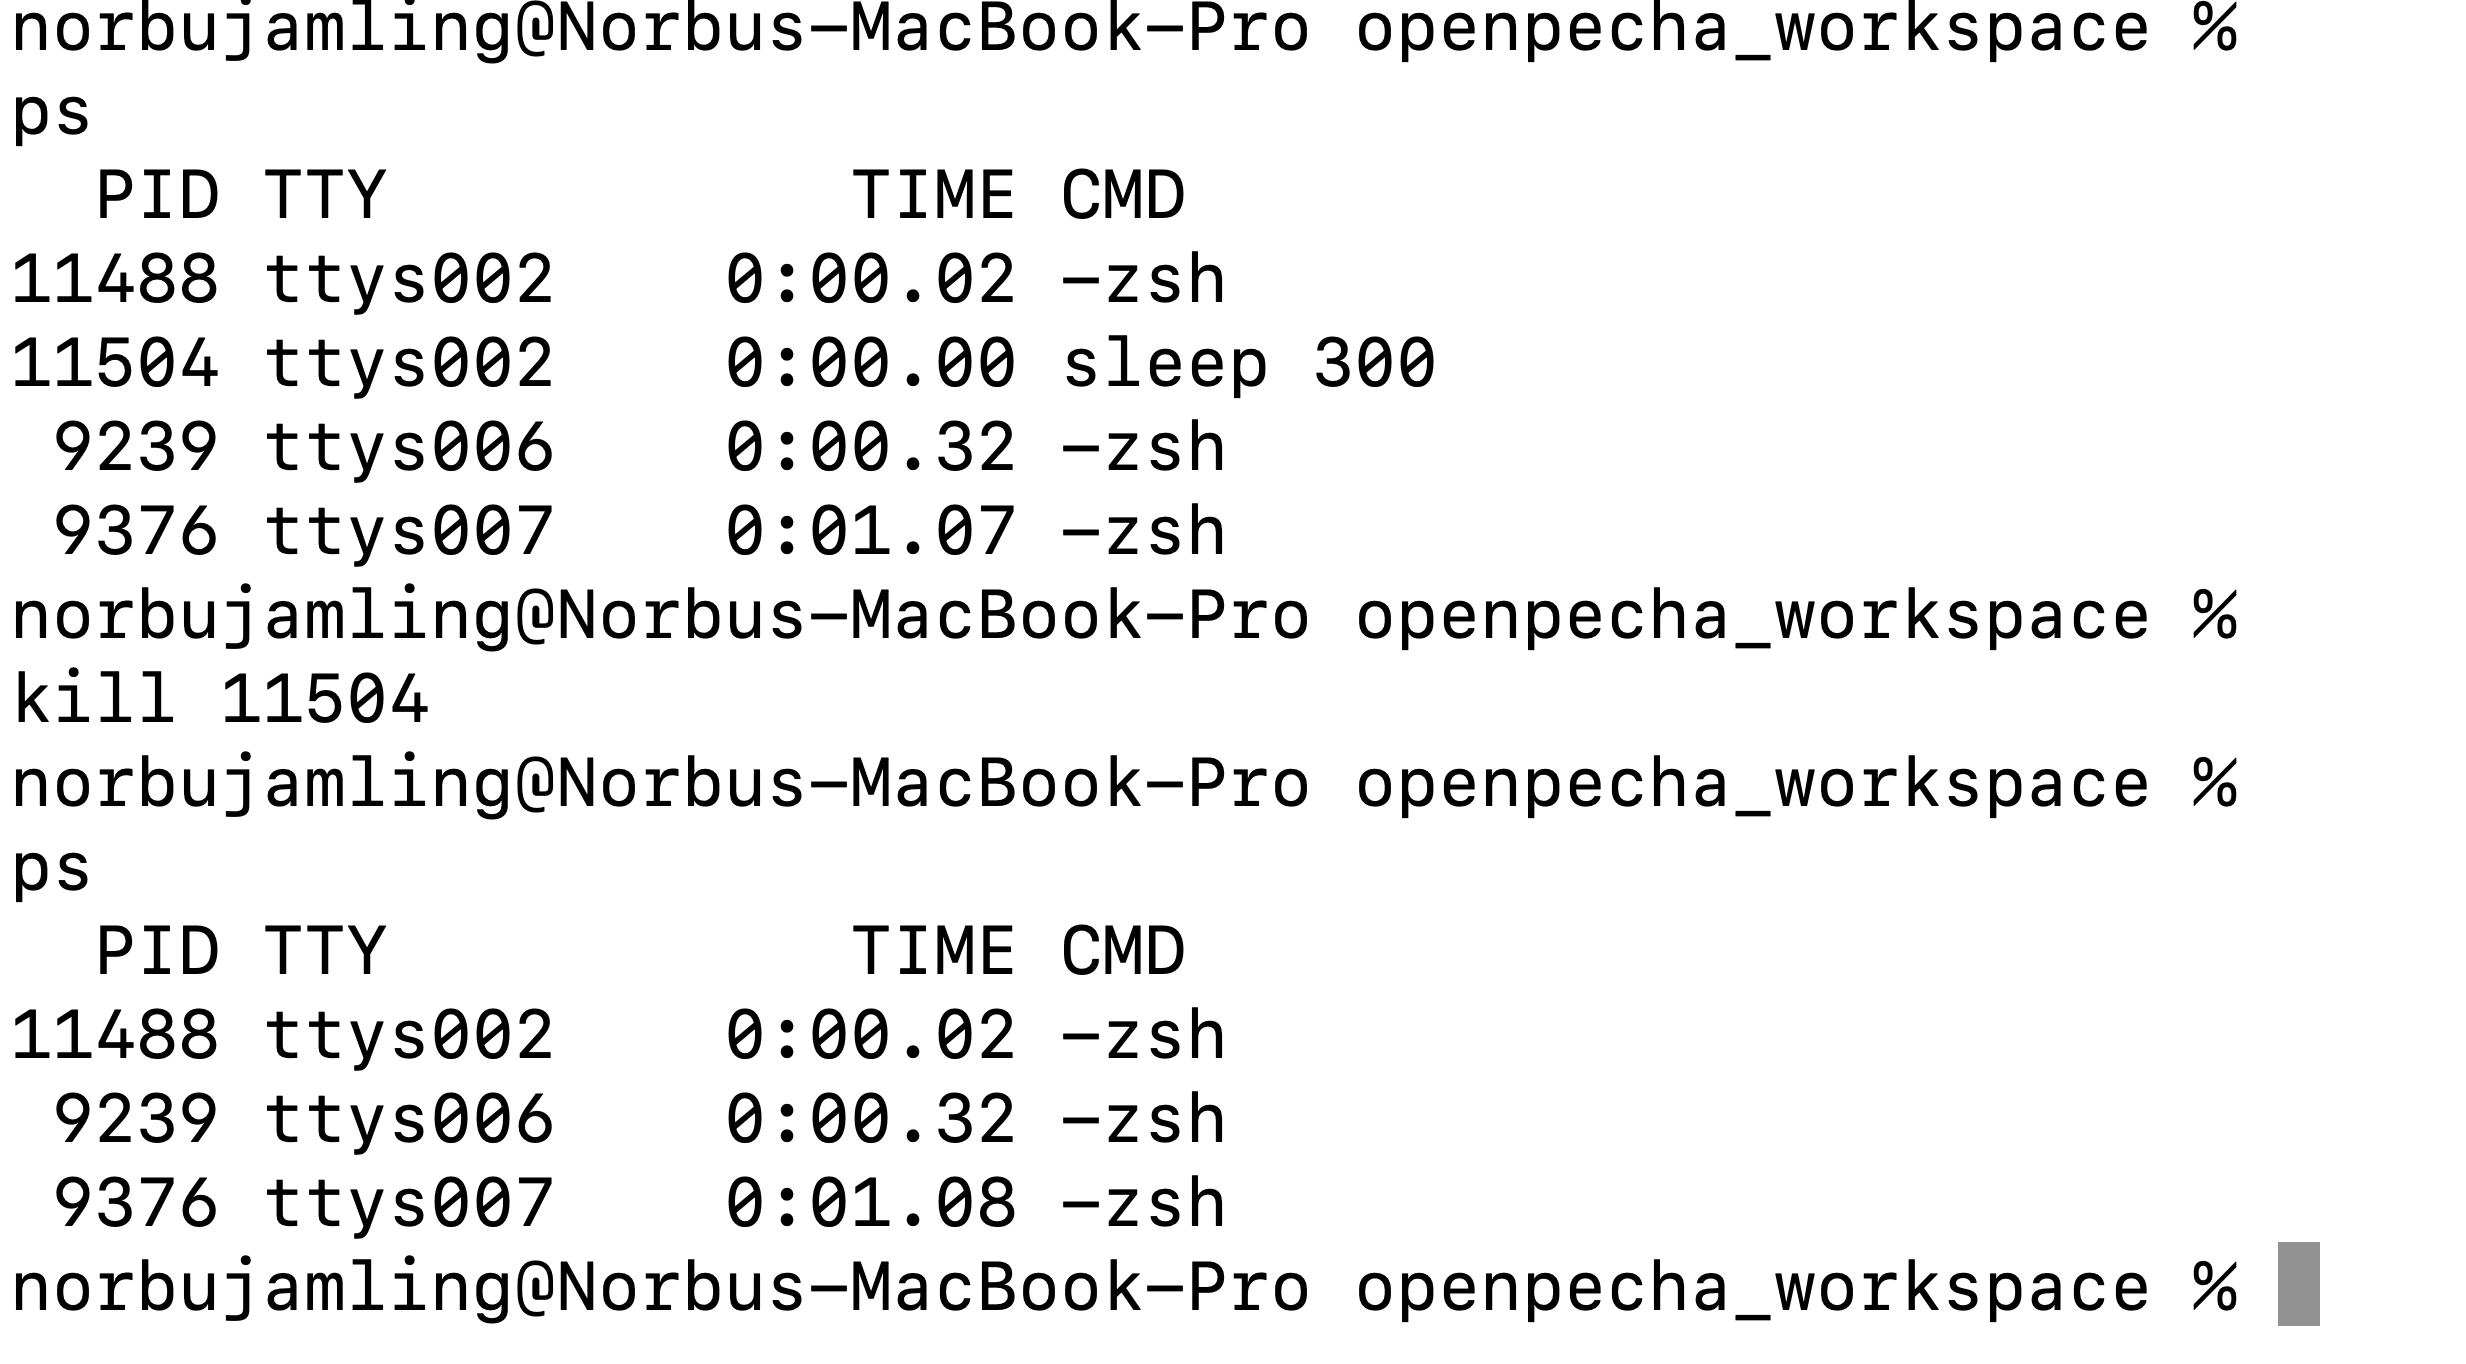 norbujamling@Norbus-MacBook-Pro openpecha_workspace %
ps
  PID TTY           TIME CMD
11488 ttys002    0:00.02 -zsh
11504 ttys002    0:00.00 sleep 300
 9239 ttys006    0:00.32 -zsh
 9376 ttys007    0:01.07 -zsh
norbujamling@Norbus-MacBook-Pro openpecha_workspace %
kill 11504
norbujamling@Norbus-MacBook-Pro openpecha_workspace %
ps
  PID TTY           TIME CMD
11488 ttys002    0:00.02 -zsh
 9239 ttys006    0:00.32 -zsh
 9376 ttys007    0:01.08 -zsh
norbujamling@Norbus-MacBook-Pro openpecha_workspace %